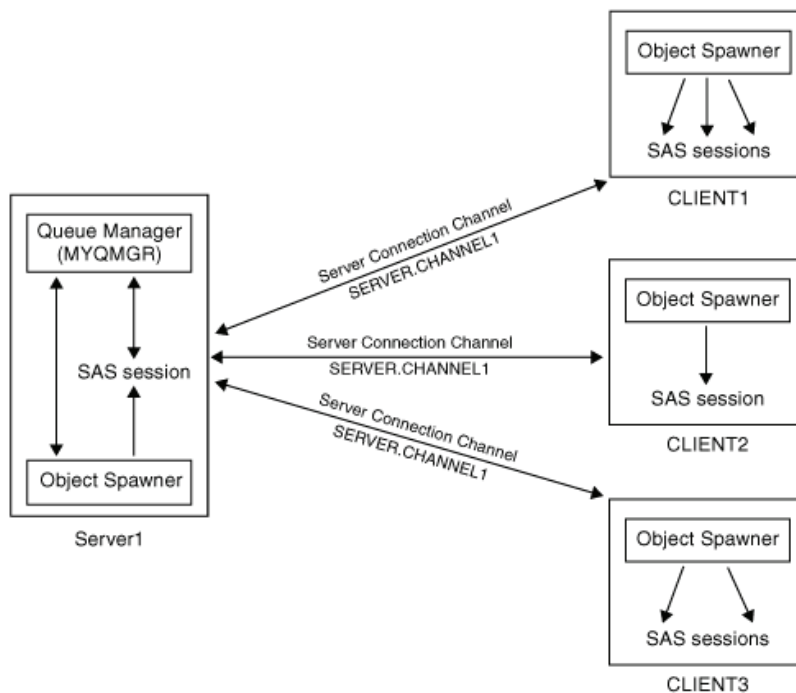 Object Spawner
SAS sessions
CLIENT1
Queue Manager
(MYQMGR)
SAS session
Object Spawner
Server1
Server Connection Channel
SERVER.CHANNEL1
Server Connection Channel
SERVER.CHANNEL1
Server Connection Channel
SERVER.CHANNEL1
Object Spawner
SAS session
CLIENT2
Object Spawner
SAS sessions
CLIENT3